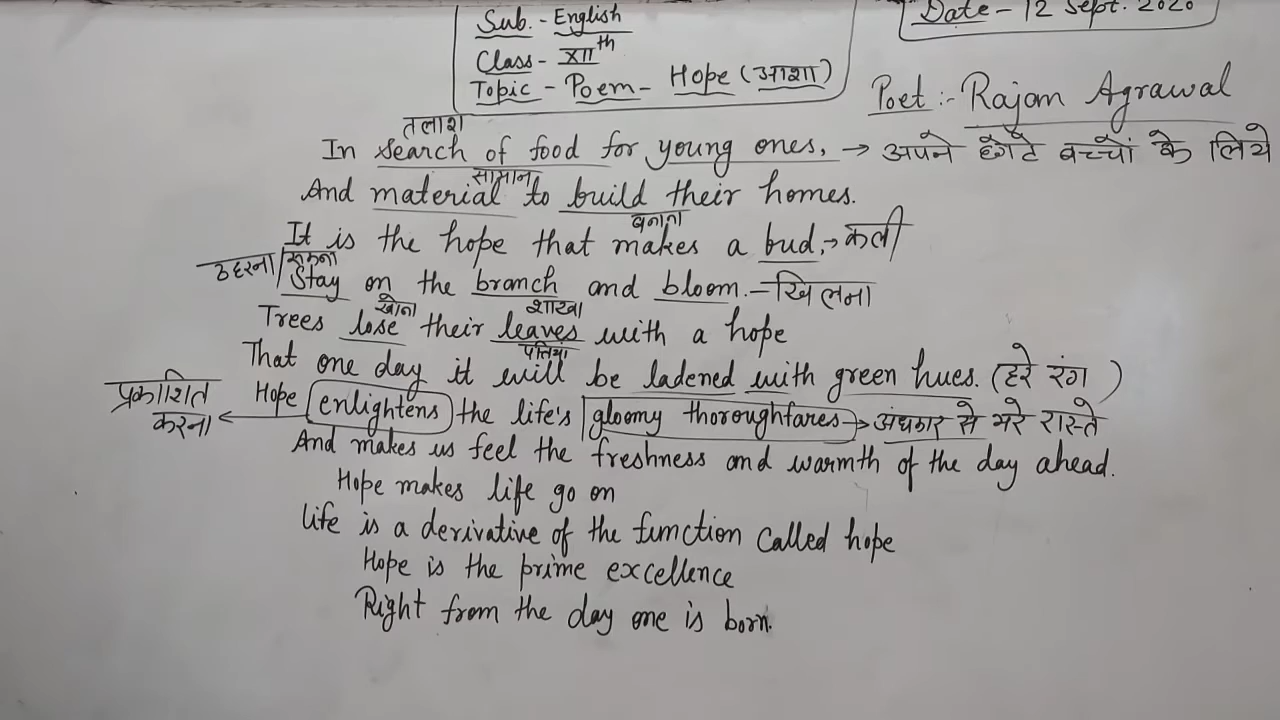 Sub. - English
Date - 12 Sept. 2020
Class - XIIth
Topic - Poem - Hope (आशा)
Poet :- Rajam Agrawal
तलाश
In search of food for young ones, → अपने छोटे बच्चों के लिये
सामान
And material to build their homes.
बनाना
It is the hope that makes a bud, → कली
ठहरना/रुकना
Stay on the branch and bloom. - खिलना
खोना शाखा
Trees lose their leaves with a hope
पत्तियां
That one day it will be ladened with green hues. (हरे रंग)
प्रकाशित करना ← Hope enlightens the life's gloomy thoroughfares → अंधकार से भरे रास्ते
And makes us feel the freshness and warmth of the day ahead.
Hope makes life go on
life is a derivative of the function called hope
Hope is the prime excellence
Right from the day one is born.